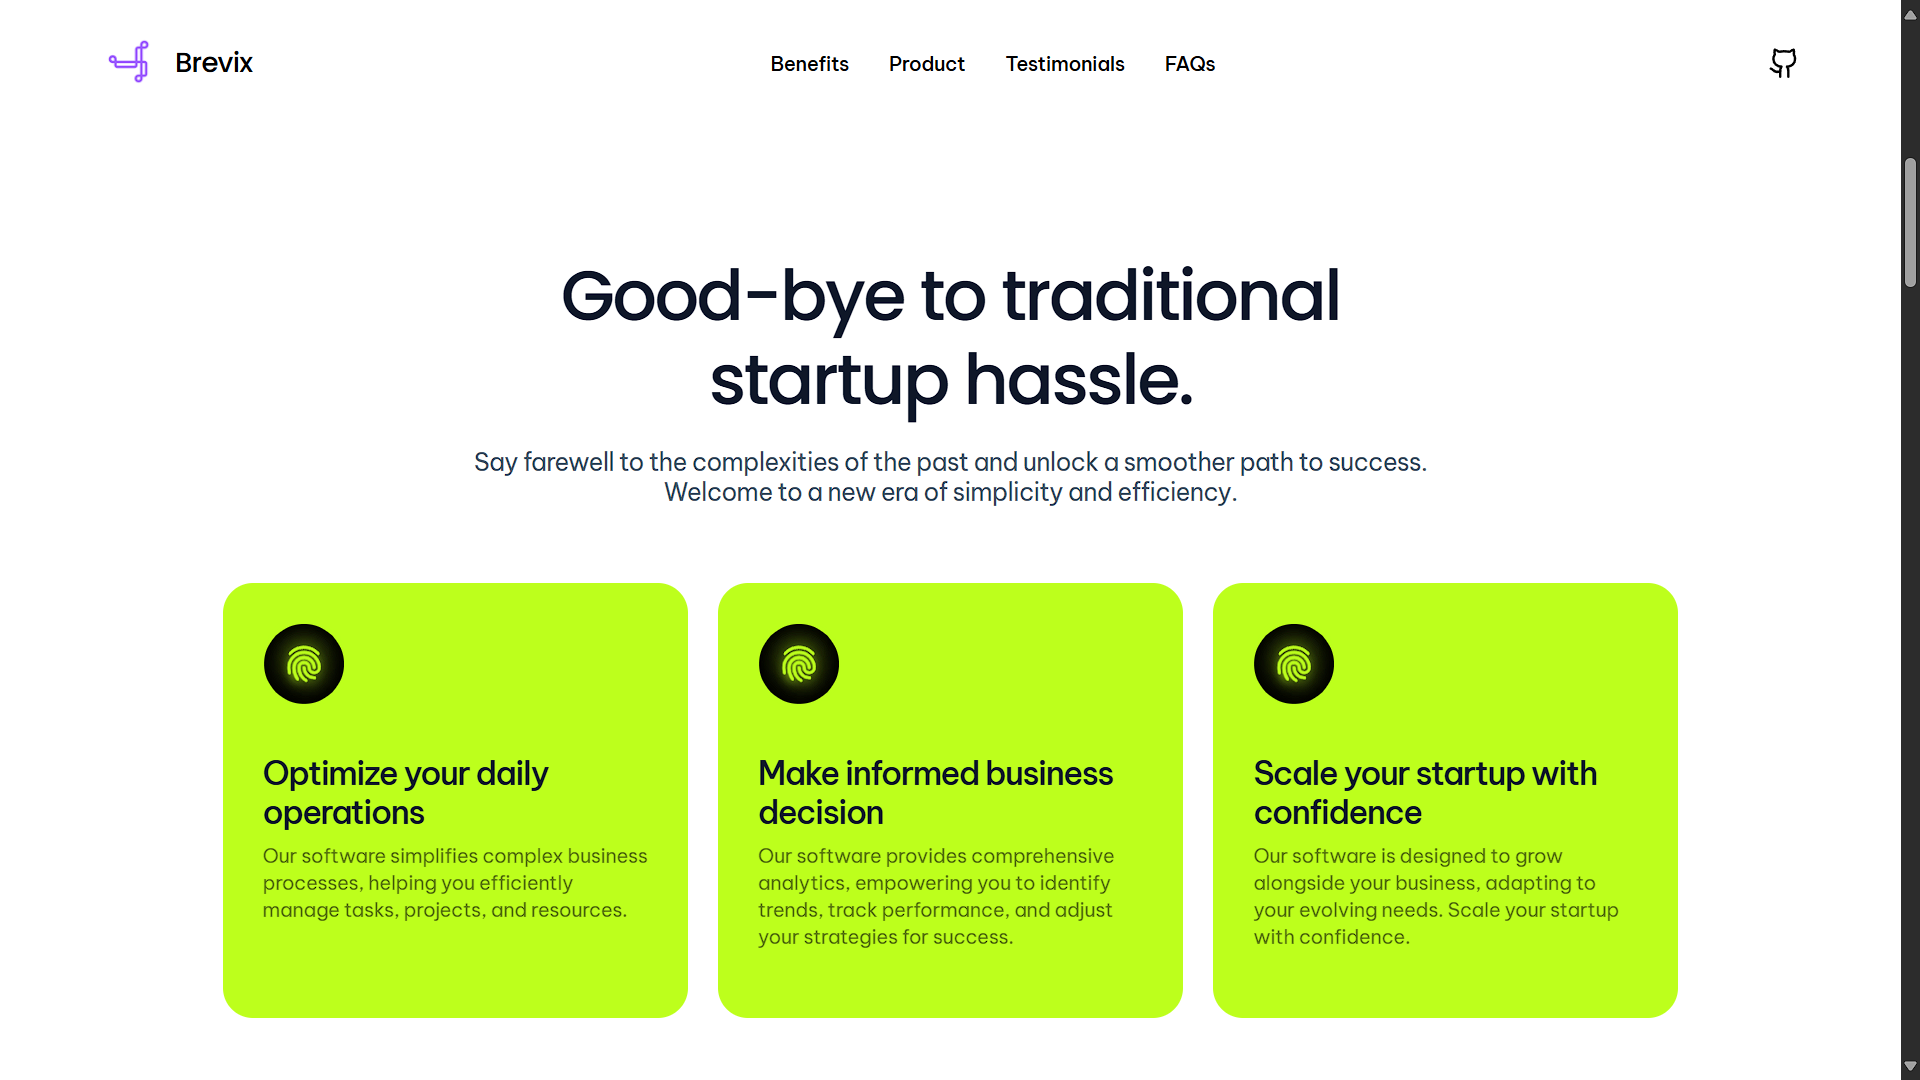 Brevix
Benefits
Product
Testimonials
FAQs
Good-bye to traditional
startup hassle.
Say farewell to the complexities of the past and unlock a smoother path to success.
Welcome to a new era of simplicity and efficiency.
Optimize your daily
operations
Our software simplifies complex business
processes, helping you efficiently
manage tasks, projects, and resources.
Make informed business
decision
Our software provides comprehensive
analytics, empowering you to identify
trends, track performance, and adjust
your strategies for success.
Scale your startup with
confidence
Our software is designed to grow
alongside your business, adapting to
your evolving needs. Scale your startup
with confidence.